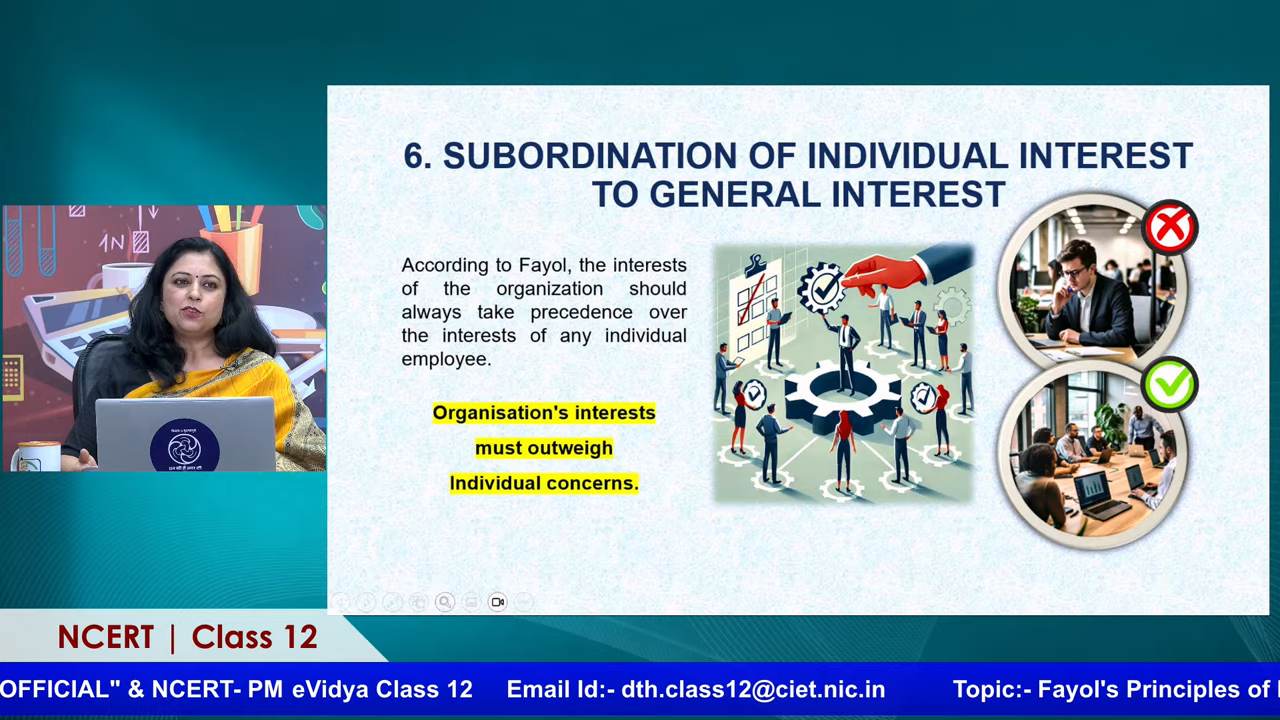 6. SUBORDINATION OF INDIVIDUAL INTEREST
TO GENERAL INTEREST
According to Fayol, the interests
of the organization should
always take precedence over
the interests of any individual
employee.
Organisation's interests
must outweigh
Individual concerns.
NCERT | Class 12
OFFICIAL" & NCERT- PM eVidya Class 12 Email Id:- dth.class12@ciet.nic.in Topic:- Fayol's Principles of